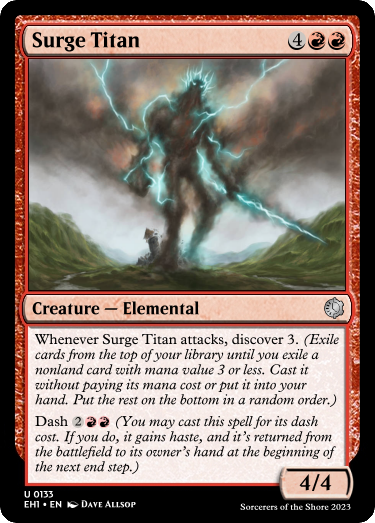 Surge Titan 4
Creature — Elemental
Whenever Surge Titan attacks, discover 3. (Exile
cards from the top of your library until you exile a
nonland card with mana value 3 or less. Cast it
without paying its mana cost or put it into your
hand. Put the rest on the bottom in a random order.)
Dash 2 (You may cast this spell for its dash
cost. If you do, it gains haste, and it's returned from
the battlefield to its owner's hand at the beginning of
the next end step.)
4/4
U 0133
EH1 • EN Dave Allsop
Sorcerers of the Shore 2023